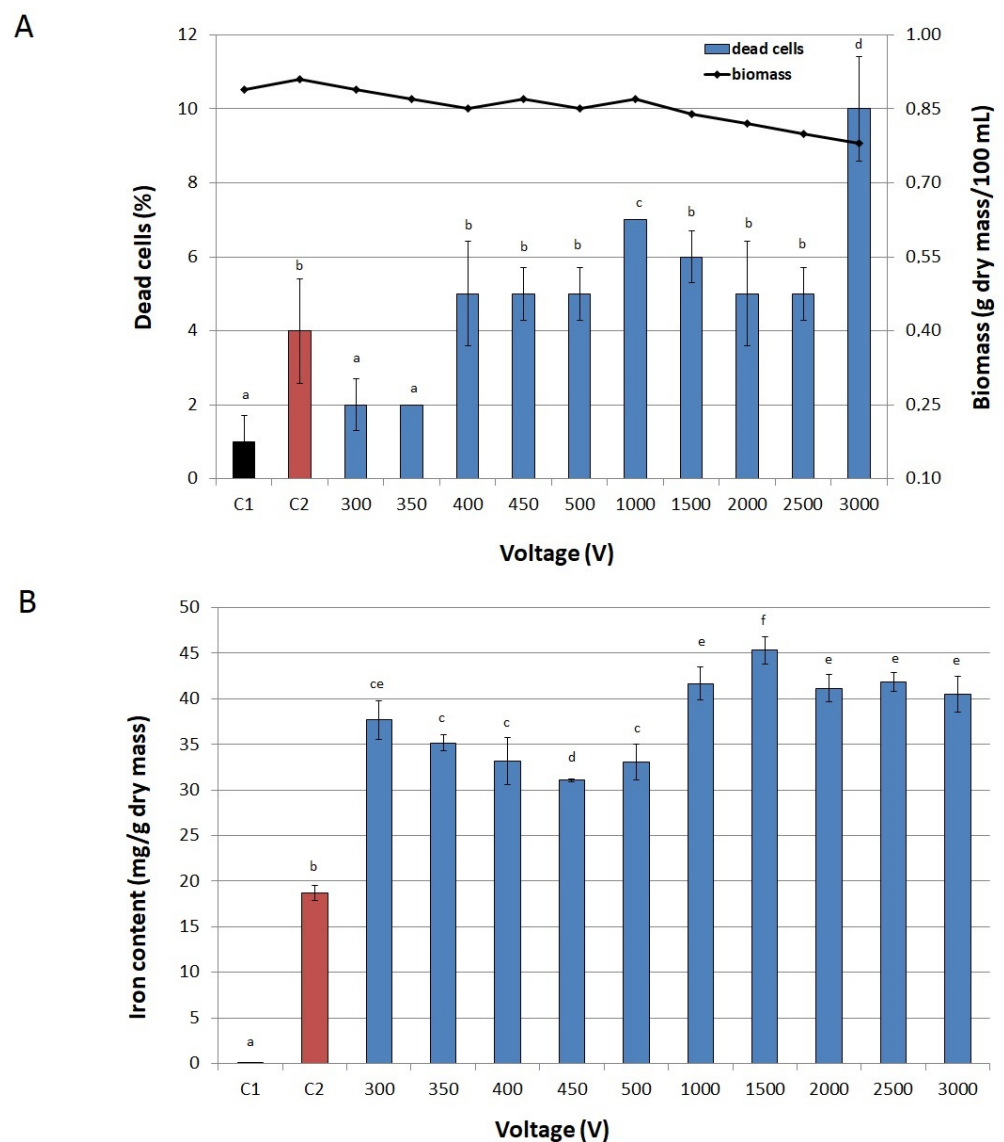 A
12
10
8
6
4
2
0
Dead cells (%)
1.00
0.85
0.70
0.55
0.40
0.25
0.10
Biomass (g dry mass/100 mL)
dead cells
biomass
a
b
a
a
b
b
b
c
b
b
b
d
C1 C2 300 350 400 450 500 1000 1500 2000 2500 3000
Voltage (V)
B
50
45
40
35
30
25
20
15
10
5
0
Iron content (mg/g dry mass)
a
b
ce
c
c
d
c
e
f
e
e
e
C1 C2 300 350 400 450 500 1000 1500 2000 2500 3000
Voltage (V)